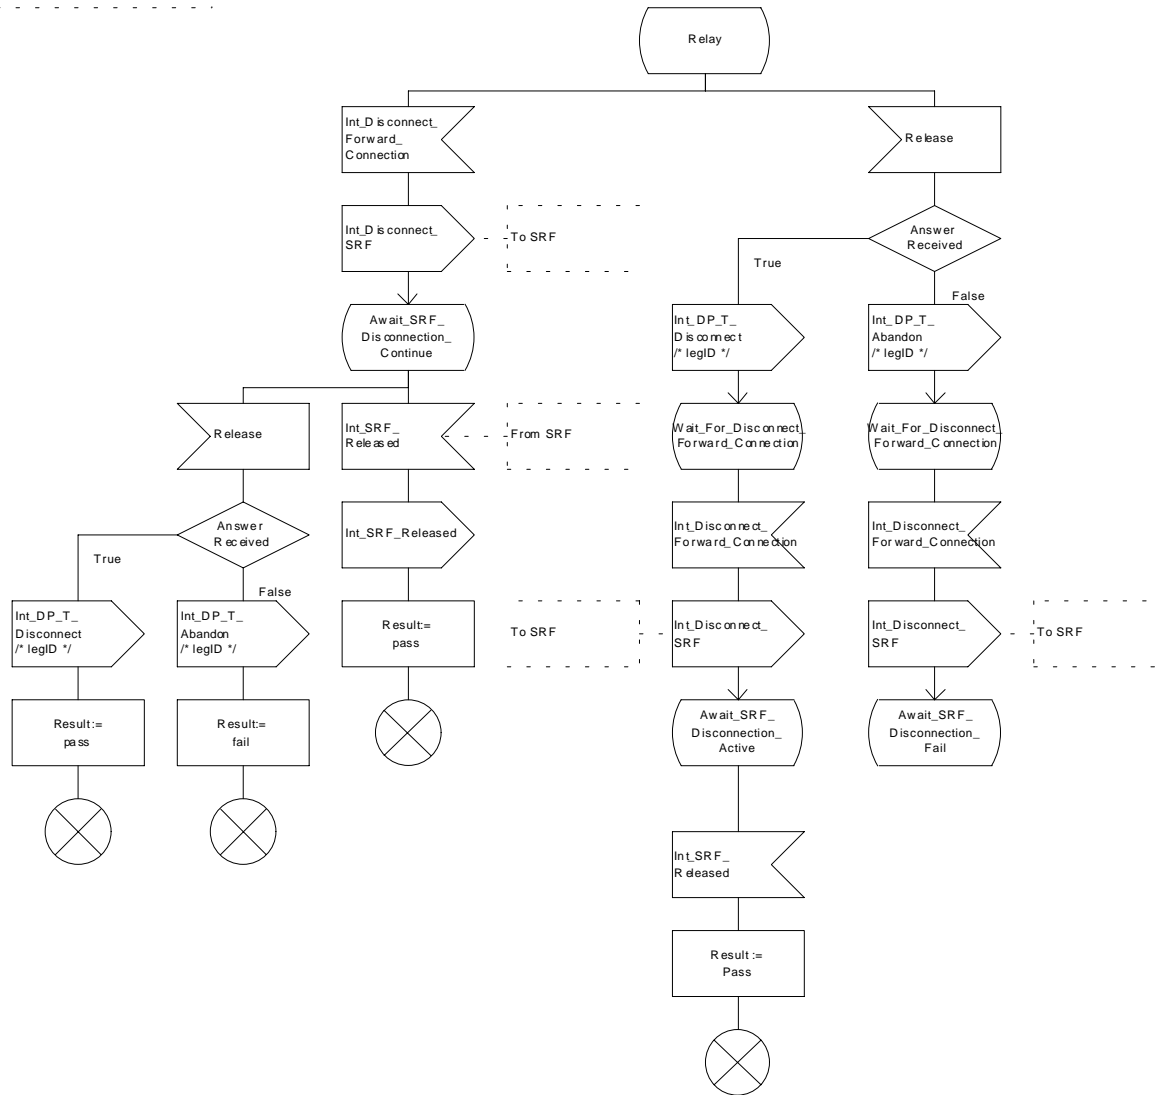 Relay
Int_Disconnect_
Forward_
Connection
Release
Int_Disconnect_
SRF
To SRF
Answer
Received
True
False
Await_SRF_
Disconnection_
Continue
Int_DP_T_
Disconnect
/* legID */
Int_DP_T_
Abandon
/* legID */
Release
Int_SRF_
Released
From SRF
Wait_For_Disconnect_
Forward_Connection
Wait_For_Disconnect_
Forward_Connection
Answer
Received
True
False
Int_SRF_Released
Int_Disconnect_
Forward_Connection
Int_Disconnect_
Forward_Connection
Int_DP_T_
Disconnect
/* legID */
Int_DP_T_
Abandon
/* legID */
Result:=
pass
To SRF
Int_Disconnect_
SRF
Int_Disconnect_
SRF
To SRF
Result:=
pass
Result:=
fail
Await_SRF_
Disconnection_
Active
Await_SRF_
Disconnection_
Fail
Int_SRF_
Released
Result :=
Pass